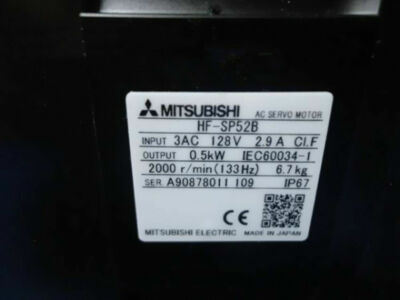 MITSUBISHI AC SERVO MOTOR
HF-SP52B
INPUT 3AC 128V 2.9A Cl.F
OUTPUT 0.5kW IEC60034-1
2000 r/min(133Hz) 6.7kg
SER. A90878011 109 IP67
CE
MITSUBISHI ELECTRIC MADE IN JAPAN